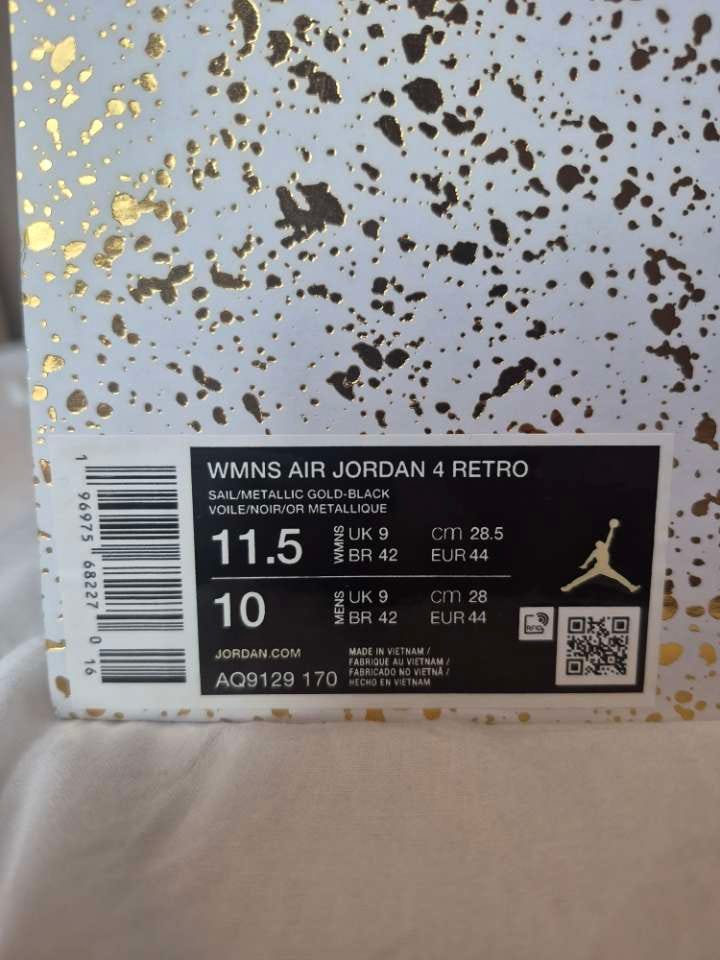 WMNS AIR JORDAN 4 RETRO
SAIL/METALLIC GOLD-BLACK
VOILE/NOIR/OR METALLIQUE
11.5 WMNS UK 9 cm 28.5
BR 42 EUR 44
10 MENS UK 9 cm 28
BR 42 EUR 44
RFID
JORDAN.COM
AQ9129 170
MADE IN VIETNAM /
FABRIQUE AU VIETNAM /
FABRICADO NO VIETNÃ /
HECHO EN VIETNAM
1 96975 68227 0 16